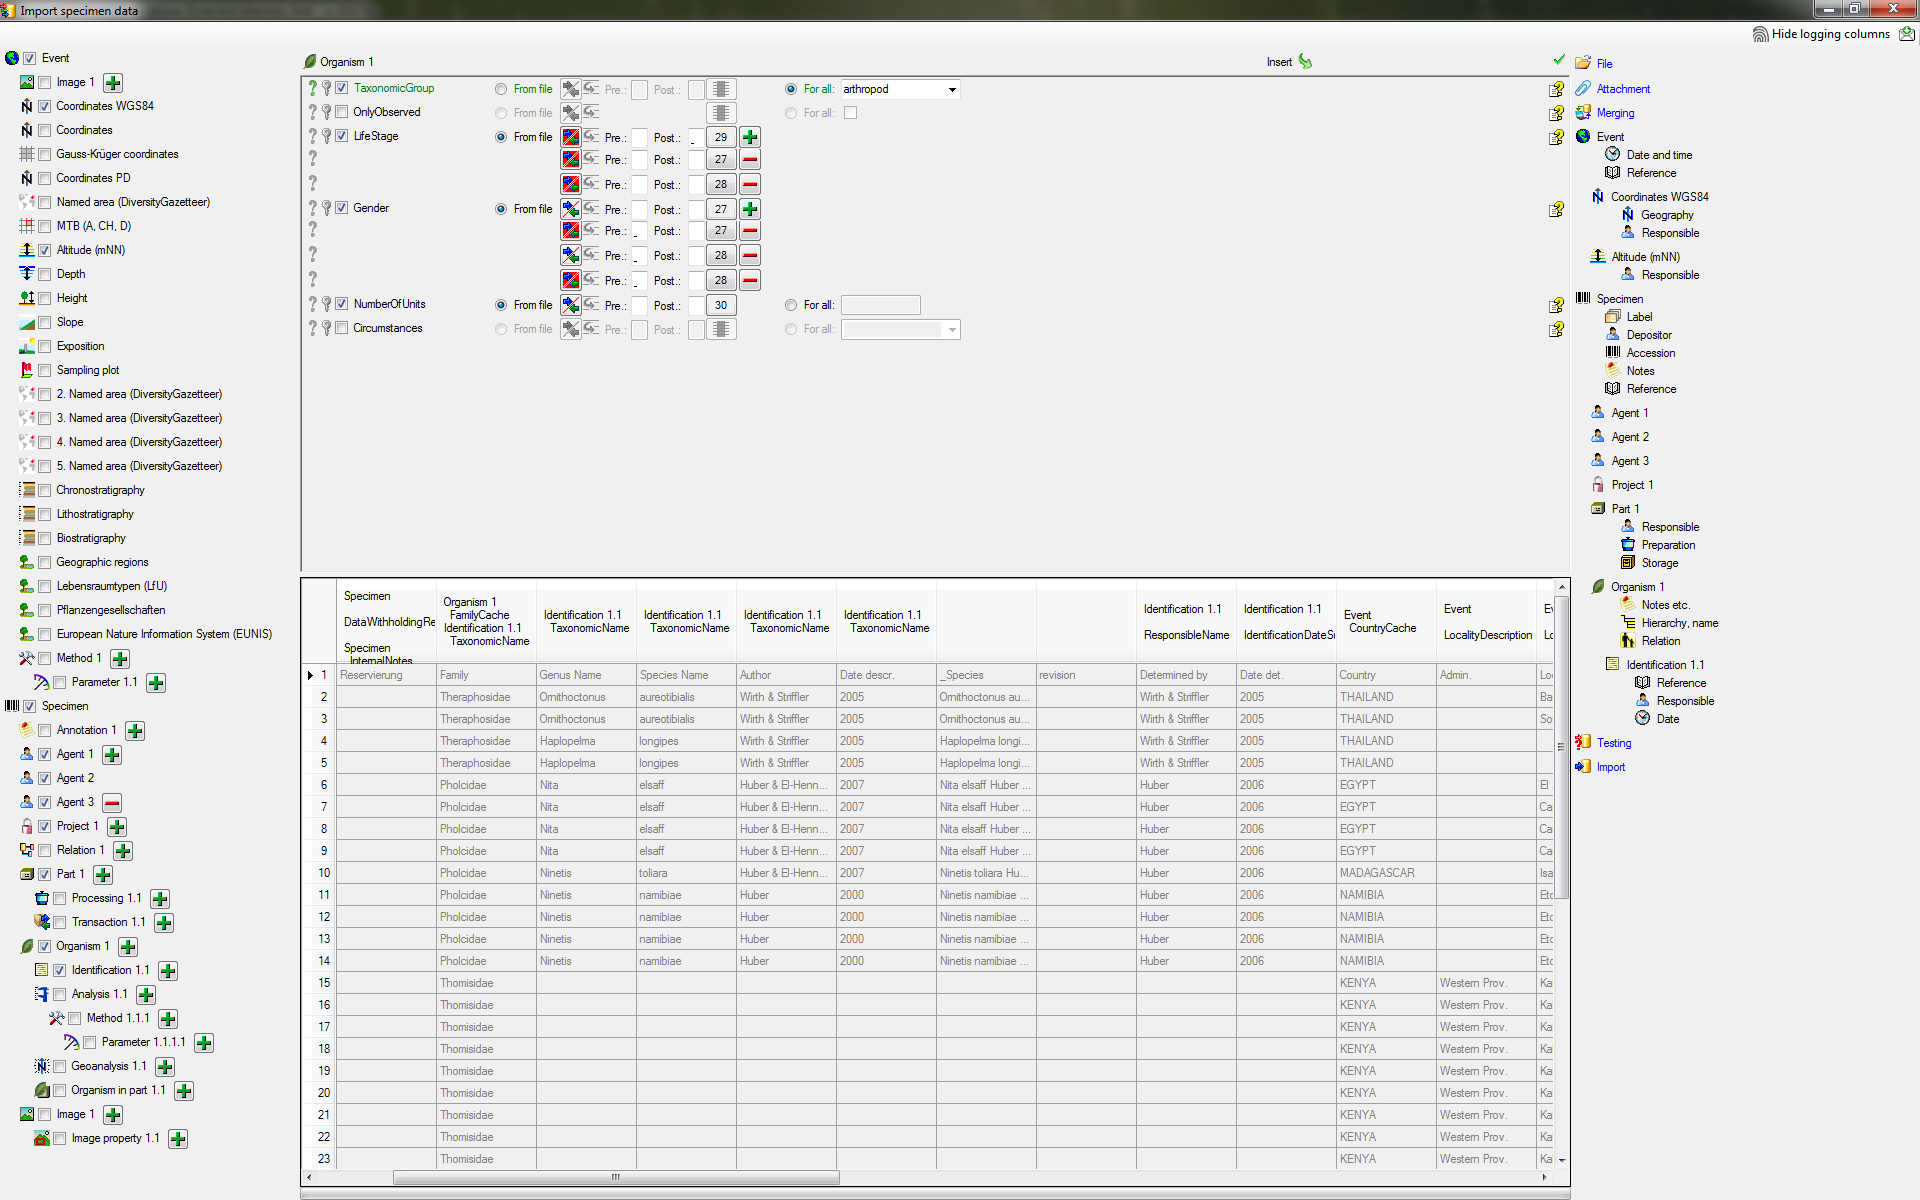 Import specimen data
Hide logging columns
Event
Image 1
Coordinates WGS84
Coordinates
Gauss-Krüger coordinates
Coordinates PD
Named area (DiversityGazetteer)
MTB (A, CH, D)
Altitude (mNN)
Depth
Height
Slope
Exposition
Sampling plot
2. Named area (DiversityGazetteer)
3. Named area (DiversityGazetteer)
4. Named area (DiversityGazetteer)
5. Named area (DiversityGazetteer)
Chronostratigraphy
Lithostratigraphy
Biostratigraphy
Geographic regions
Lebensraumtypen (LfU)
Pflanzengesellschaften
European Nature Information System (EUNIS)
Method 1
Parameter 1.1
Specimen
Annotation 1
Agent 1
Agent 2
Agent 3
Project 1
Relation 1
Part 1
Processing 1.1
Transaction 1.1
Organism 1
Identification 1.1
Analysis 1.1
Method 1.1.1
Parameter 1.1.1.1
Geoanalysis 1.1
Organism in part 1.1
Image 1
Image property 1.1
Organism 1 Insert
TaxonomicGroup From file Pre.: Post.: For all: arthropod
OnlyObserved From file For all:
LifeStage From file Pre.: Post.: _ 29
Pre.: Post.: 27
Pre.: Post.: 28
Gender From file Pre.: Post.: 27
Pre.: _ Post.: 27
Pre.: _ Post.: 28
Pre.: _ Post.: 28
NumberOfUnits From file Pre.: Post.: 30 For all:
Circumstances From file Pre.: Post.: For all:
Specimen
DataWithholdingRe
Specimen
InternalNotes
Organism 1
FamilyCache
Identification 1.1
TaxonomicName
Identification 1.1
TaxonomicName
Identification 1.1
TaxonomicName
Identification 1.1
TaxonomicName
Identification 1.1
TaxonomicName
Identification 1.1
ResponsibleName
Identification 1.1
IdentificationDateSu
Event
CountryCache
Event
LocalityDescription
Ev
Lo
1 Reservierung Family Genus Name Species Name Author Date descr. _Species revision Determined by Date det. Country Admin. Loc
2 Theraphosidae Ornithoctonus aureotibialis Wirth & Striffler 2005 Ornithoctonus au... Wirth & Striffler 2005 THAILAND Ba
3 Theraphosidae Ornithoctonus aureotibialis Wirth & Striffler 2005 Ornithoctonus au... Wirth & Striffler 2005 THAILAND So
4 Theraphosidae Haplopelma longipes Wirth & Striffler 2005 Haplopelma longi... Wirth & Striffler 2005 THAILAND
5 Theraphosidae Haplopelma longipes Wirth & Striffler 2005 Haplopelma longi... Wirth & Striffler 2005 THAILAND
6 Pholcidae Nita elsaff Huber & El-Henn... 2007 Nita elsaff Huber ... Huber 2006 EGYPT El
7 Pholcidae Nita elsaff Huber & El-Henn... 2007 Nita elsaff Huber ... Huber 2006 EGYPT Ca
8 Pholcidae Nita elsaff Huber & El-Henn... 2007 Nita elsaff Huber ... Huber 2006 EGYPT Ca
9 Pholcidae Nita elsaff Huber & El-Henn... 2007 Nita elsaff Huber ... Huber 2006 EGYPT Ca
10 Pholcidae Ninetis toliara Huber & El-Henn... 2007 Ninetis toliara Hu... Huber 2006 MADAGASCAR Isa
11 Pholcidae Ninetis namibiae Huber 2000 Ninetis namibiae ... Huber 2006 NAMIBIA Etc
12 Pholcidae Ninetis namibiae Huber 2000 Ninetis namibiae ... Huber 2006 NAMIBIA Etc
13 Pholcidae Ninetis namibiae Huber 2000 Ninetis namibiae ... Huber 2006 NAMIBIA Etc
14 Pholcidae Ninetis namibiae Huber 2000 Ninetis namibiae ... Huber 2006 NAMIBIA Etc
15 Thomisidae KENYA Western Prov. Ka
16 Thomisidae KENYA Western Prov. Ka
17 Thomisidae KENYA Western Prov. Ka
18 Thomisidae KENYA Western Prov. Ka
19 Thomisidae KENYA Western Prov. Ka
20 Thomisidae KENYA Western Prov. Ka
21 Thomisidae KENYA Western Prov. Ka
22 Thomisidae KENYA Western Prov. Ka
23 Thomisidae KENYA Western Prov. Ka
File
Attachment
Merging
Event
Date and time
Reference
Coordinates WGS84
Geography
Responsible
Altitude (mNN)
Responsible
Specimen
Label
Depositor
Accession
Notes
Reference
Agent 1
Agent 2
Agent 3
Project 1
Part 1
Responsible
Preparation
Storage
Organism 1
Notes etc.
Hierarchy, name
Relation
Identification 1.1
Reference
Responsible
Date
Testing
Import